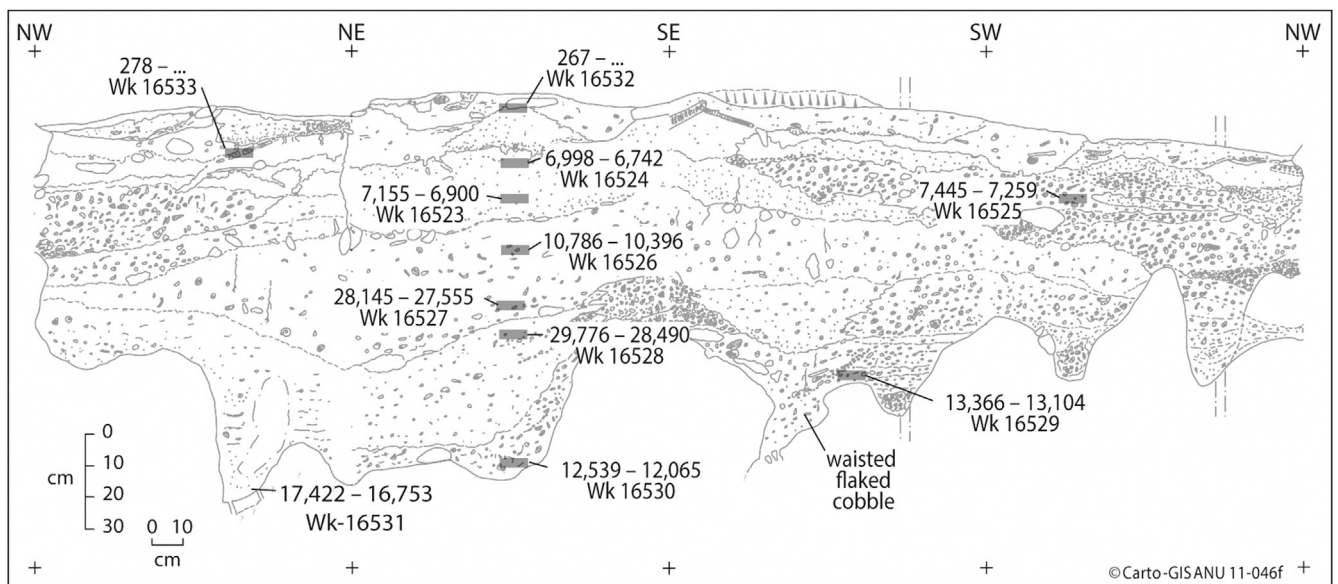 NW NE SE SW NW
278 – ...
Wk 16533
267 – ...
Wk 16532
6,998 – 6,742
Wk 16524
7,155 – 6,900
Wk 16523
7,445 – 7,259
Wk 16525
10,786 – 10,396
Wk 16526
28,145 – 27,555
Wk 16527
29,776 – 28,490
Wk 16528
13,366 – 13,104
Wk 16529
12,539 – 12,065
Wk 16530
waisted
flaked
cobble
17,422 – 16,753
Wk-16531
0
10
cm
20
30
0 10
cm
©Carto-GIS ANU 11-046f